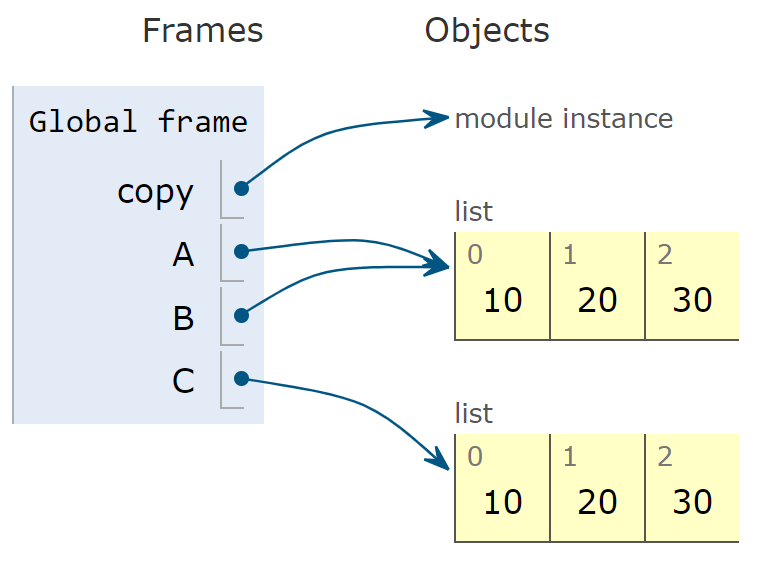 Frames Objects
Global frame
module instance
copy
list
A
0 1 2
10 20 30
B
C
list
0 1 2
10 20 30